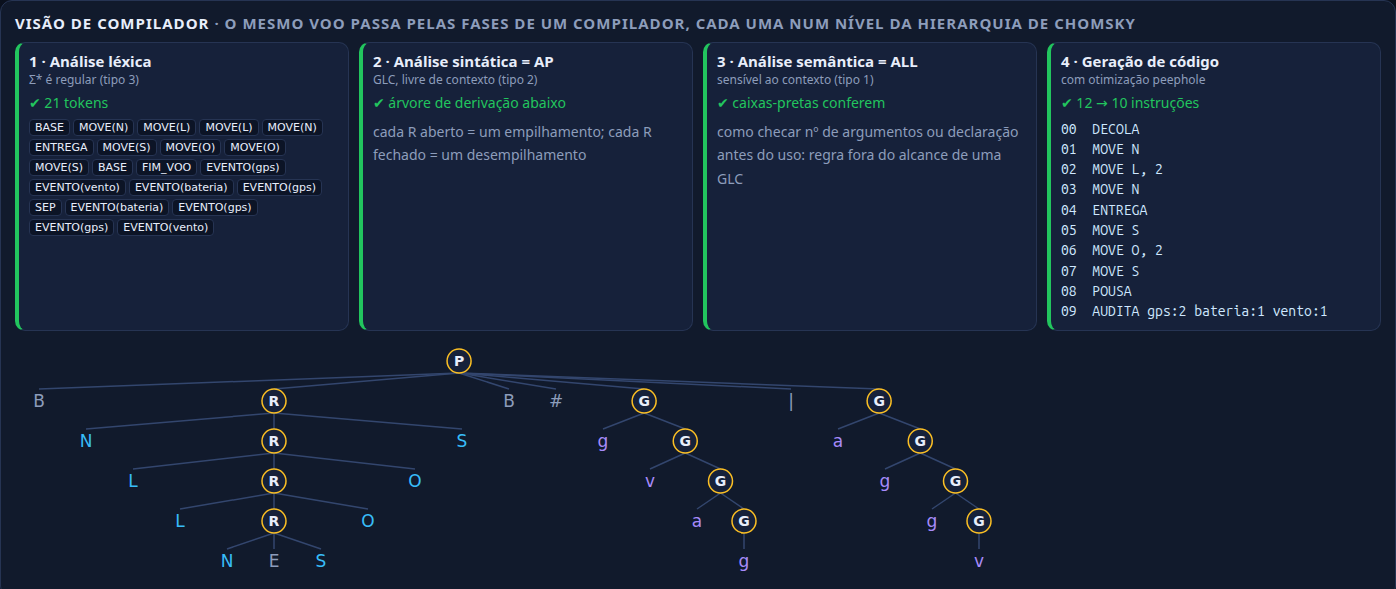 VISÃO DE COMPILADOR · O MESMO VOO PASSA PELAS FASES DE UM COMPILADOR, CADA UMA NUM NÍVEL DA HIERARQUIA DE CHOMSKY
1 · Análise léxica
Σ* é regular (tipo 3)
✔ 21 tokens
BASE MOVE(N) MOVE(L) MOVE(L) MOVE(N)
ENTREGA MOVE(S) MOVE(O) MOVE(O)
MOVE(S) BASE FIM_VOO EVENTO(gps)
EVENTO(vento) EVENTO(bateria) EVENTO(gps)
SEP EVENTO(bateria) EVENTO(gps)
EVENTO(gps) EVENTO(vento)
2 · Análise sintática = AP
GLC, livre de contexto (tipo 2)
✔ árvore de derivação abaixo
cada R aberto = um empilhamento; cada R
fechado = um desempilhamento
3 · Análise semântica = ALL
sensível ao contexto (tipo 1)
✔ caixas-pretas conferem
como checar nº de argumentos ou declaração
antes do uso: regra fora do alcance de uma
GLC
4 · Geração de código
com otimização peephole
✔ 12 → 10 instruções
00 DECOLA
01 MOVE N
02 MOVE L, 2
03 MOVE N
04 ENTREGA
05 MOVE S
06 MOVE O, 2
07 MOVE S
08 POUSA
09 AUDITA gps:2 bateria:1 vento:1
P
B R B # G | G
N R S g G a G
L R O v G g G
L R O a G g G
N E S g v